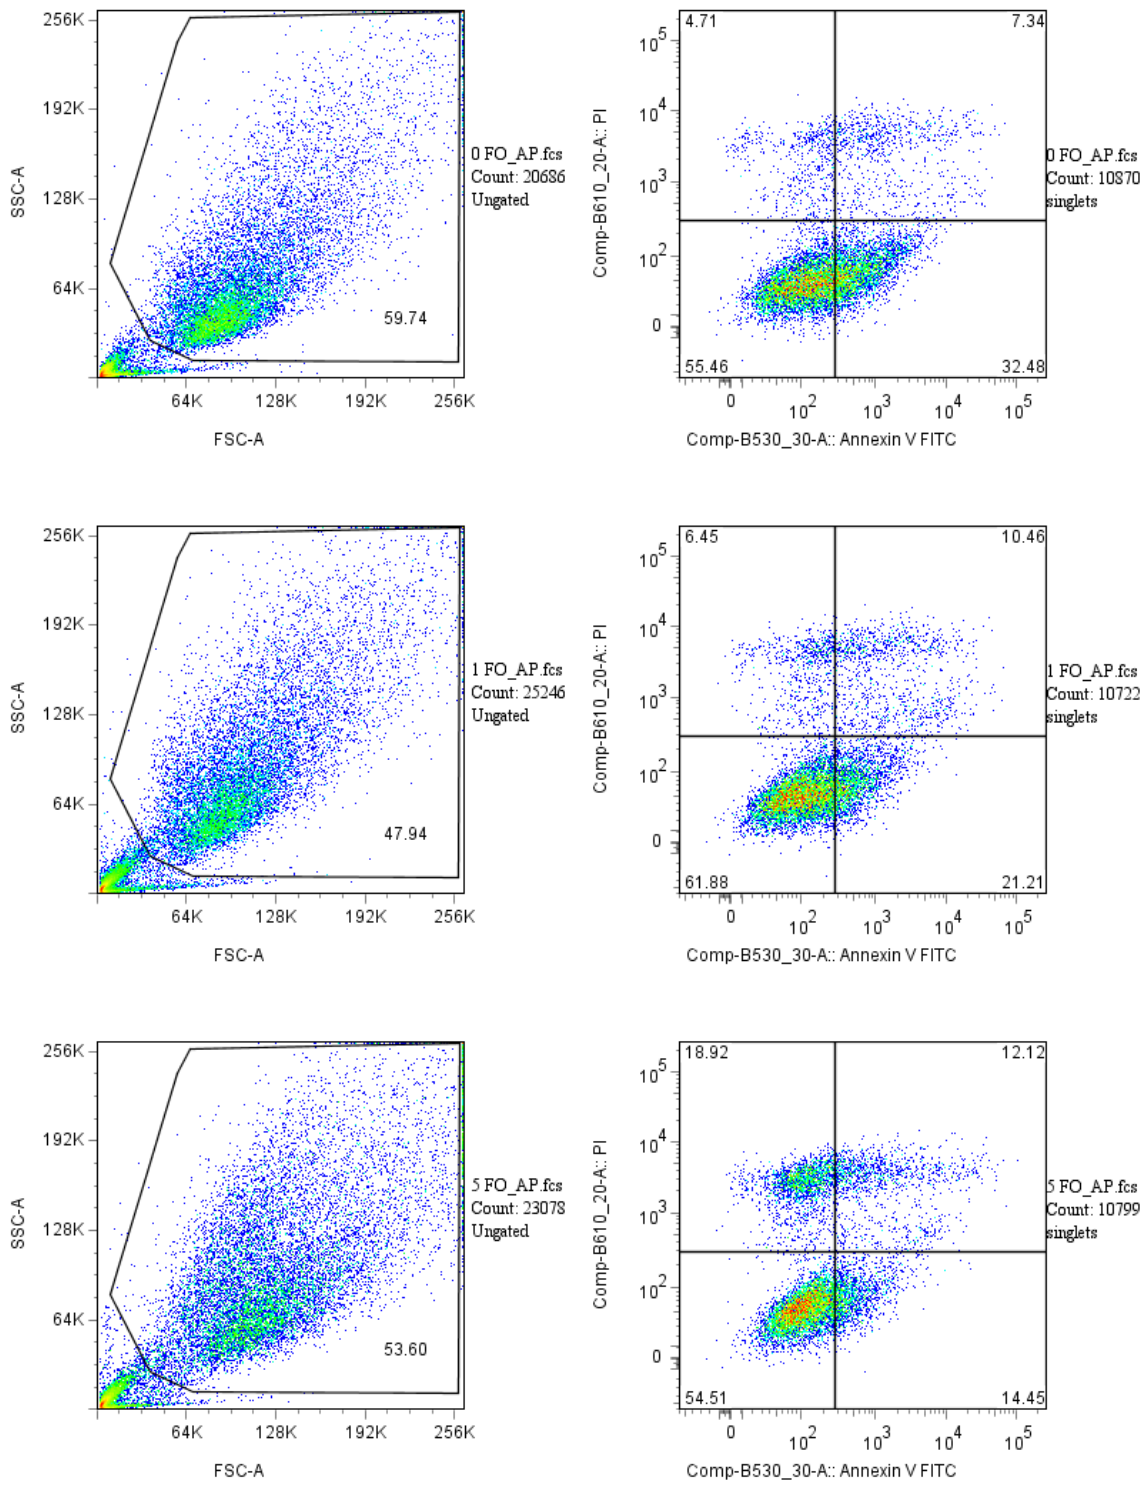 256K
192K
128K
64K
SSC-A
59.74
64K 128K 192K 256K
FSC-A
0 FO_AP.fcs
Count: 20686
Ungated
4.71 7.34
10^5
10^4
10^3
10^2
0
Comp-B610_20-A:: PI
55.46 32.48
0 10^2 10^3 10^4 10^5
Comp-B530_30-A:: Annexin V FITC
0 FO_AP.fcs
Count: 10870
singlets
256K
192K
128K
64K
SSC-A
47.94
64K 128K 192K 256K
FSC-A
1 FO_AP.fcs
Count: 25246
Ungated
6.45 10.46
10^5
10^4
10^3
10^2
0
Comp-B610_20-A:: PI
61.88 21.21
0 10^2 10^3 10^4 10^5
Comp-B530_30-A:: Annexin V FITC
1 FO_AP.fcs
Count: 10722
singlets
256K
192K
128K
64K
SSC-A
53.60
64K 128K 192K 256K
FSC-A
5 FO_AP.fcs
Count: 23078
Ungated
18.92 12.12
10^5
10^4
10^3
10^2
0
Comp-B610_20-A:: PI
54.51 14.45
0 10^2 10^3 10^4 10^5
Comp-B530_30-A:: Annexin V FITC
5 FO_AP.fcs
Count: 10799
singlets